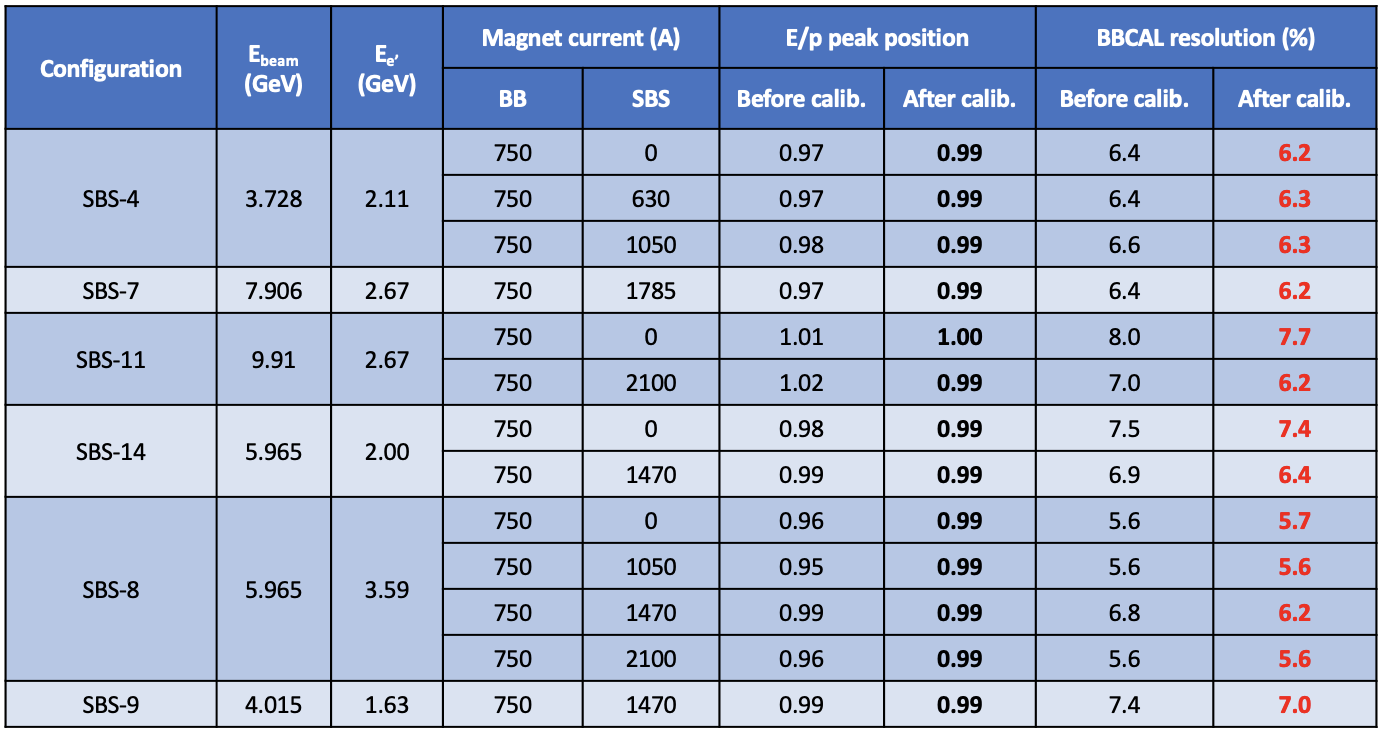 Configuration E_beam (GeV) E_e' (GeV) Magnet current (A) E/p peak position BBCAL resolution (%)
BB SBS Before calib. After calib. Before calib. After calib.
SBS-4 3.728 2.11 750 0 0.97 0.99 6.4 6.2
750 630 0.97 0.99 6.4 6.3
750 1050 0.98 0.99 6.6 6.3
SBS-7 7.906 2.67 750 1785 0.97 0.99 6.4 6.2
SBS-11 9.91 2.67 750 0 1.01 1.00 8.0 7.7
750 2100 1.02 0.99 7.0 6.2
SBS-14 5.965 2.00 750 0 0.98 0.99 7.5 7.4
750 1470 0.99 0.99 6.9 6.4
SBS-8 5.965 3.59 750 0 0.96 0.99 5.6 5.7
750 1050 0.95 0.99 5.6 5.6
750 1470 0.99 0.99 6.8 6.2
750 2100 0.96 0.99 5.6 5.6
SBS-9 4.015 1.63 750 1470 0.99 0.99 7.4 7.0